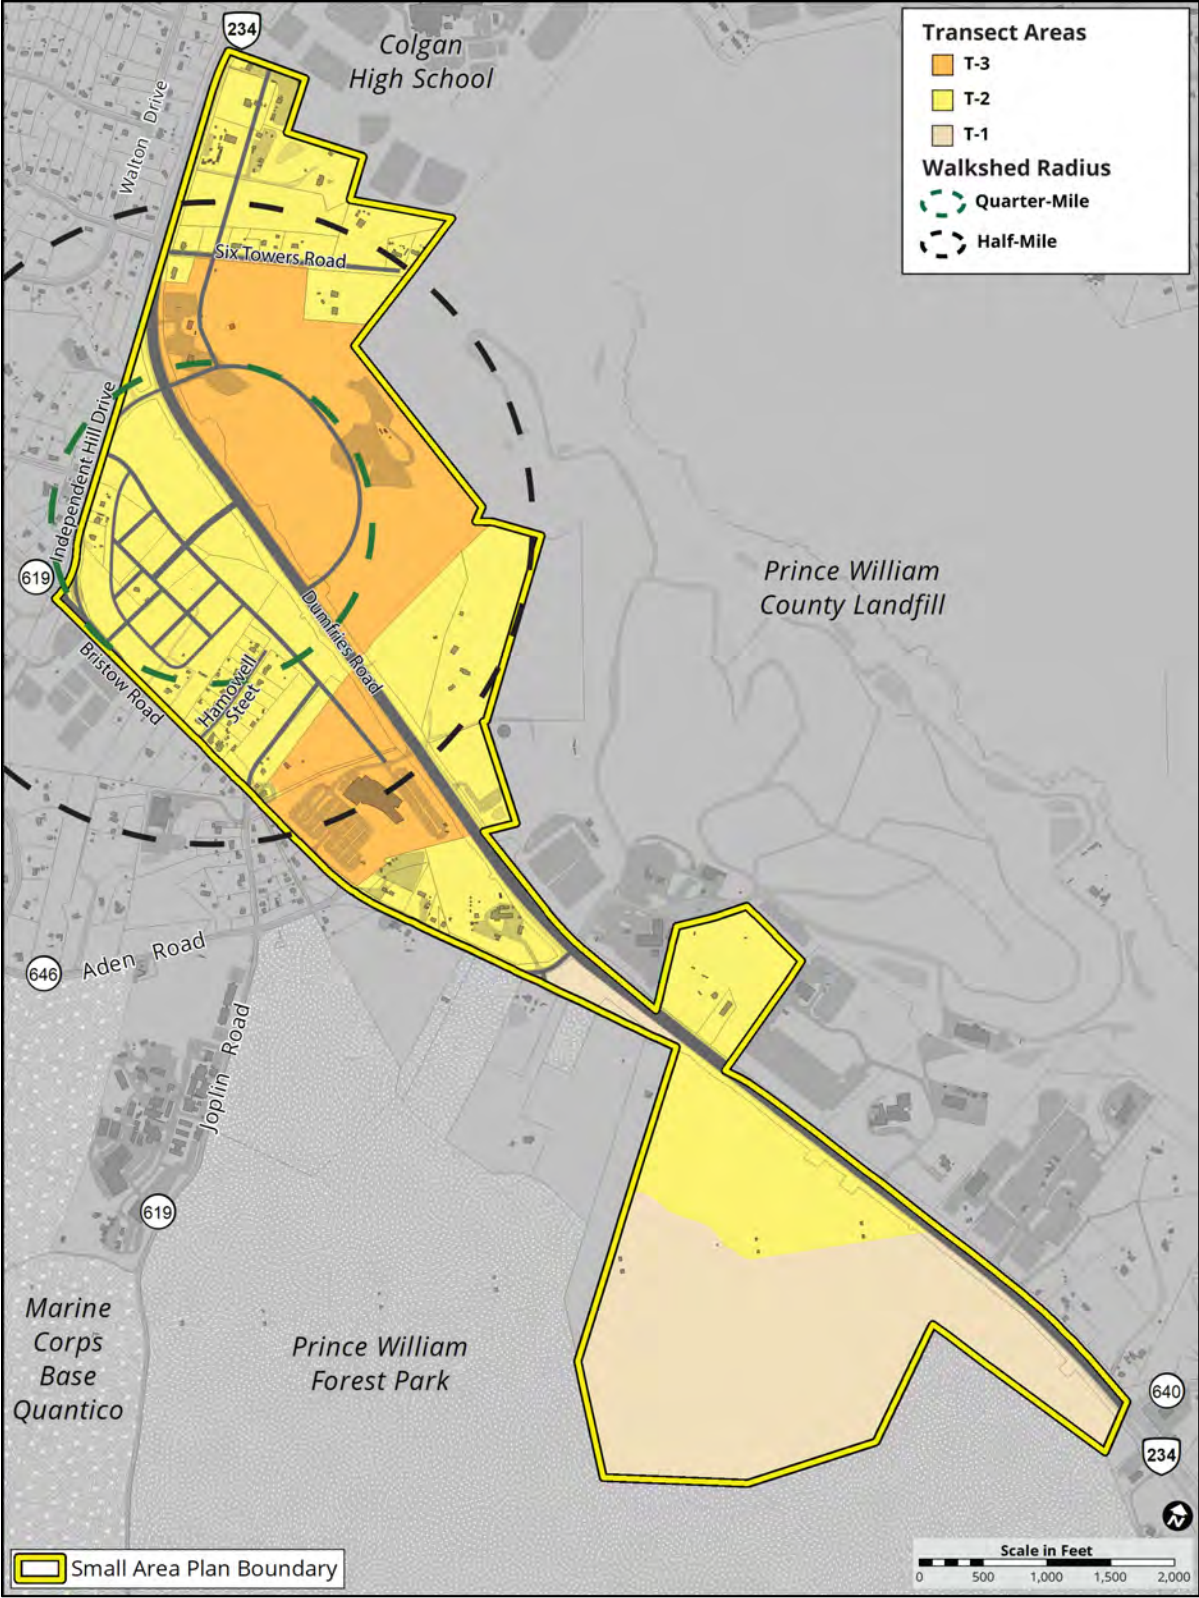 234
Colgan
High School
Transect Areas
T-3
T-2
T-1
Walkshed Radius
Quarter-Mile
Half-Mile
Walton Drive
Six Towers Road
Independent Hill Drive
619
Prince William
County Landfill
Dumfries Road
Bristow Road
Hamowell
Steet
Aden Road
646
Joplin Road
619
Marine
Corps
Base
Quantico
Prince William
Forest Park
640
234
N
Small Area Plan Boundary
Scale in Feet
0 500 1,000 1,500 2,000